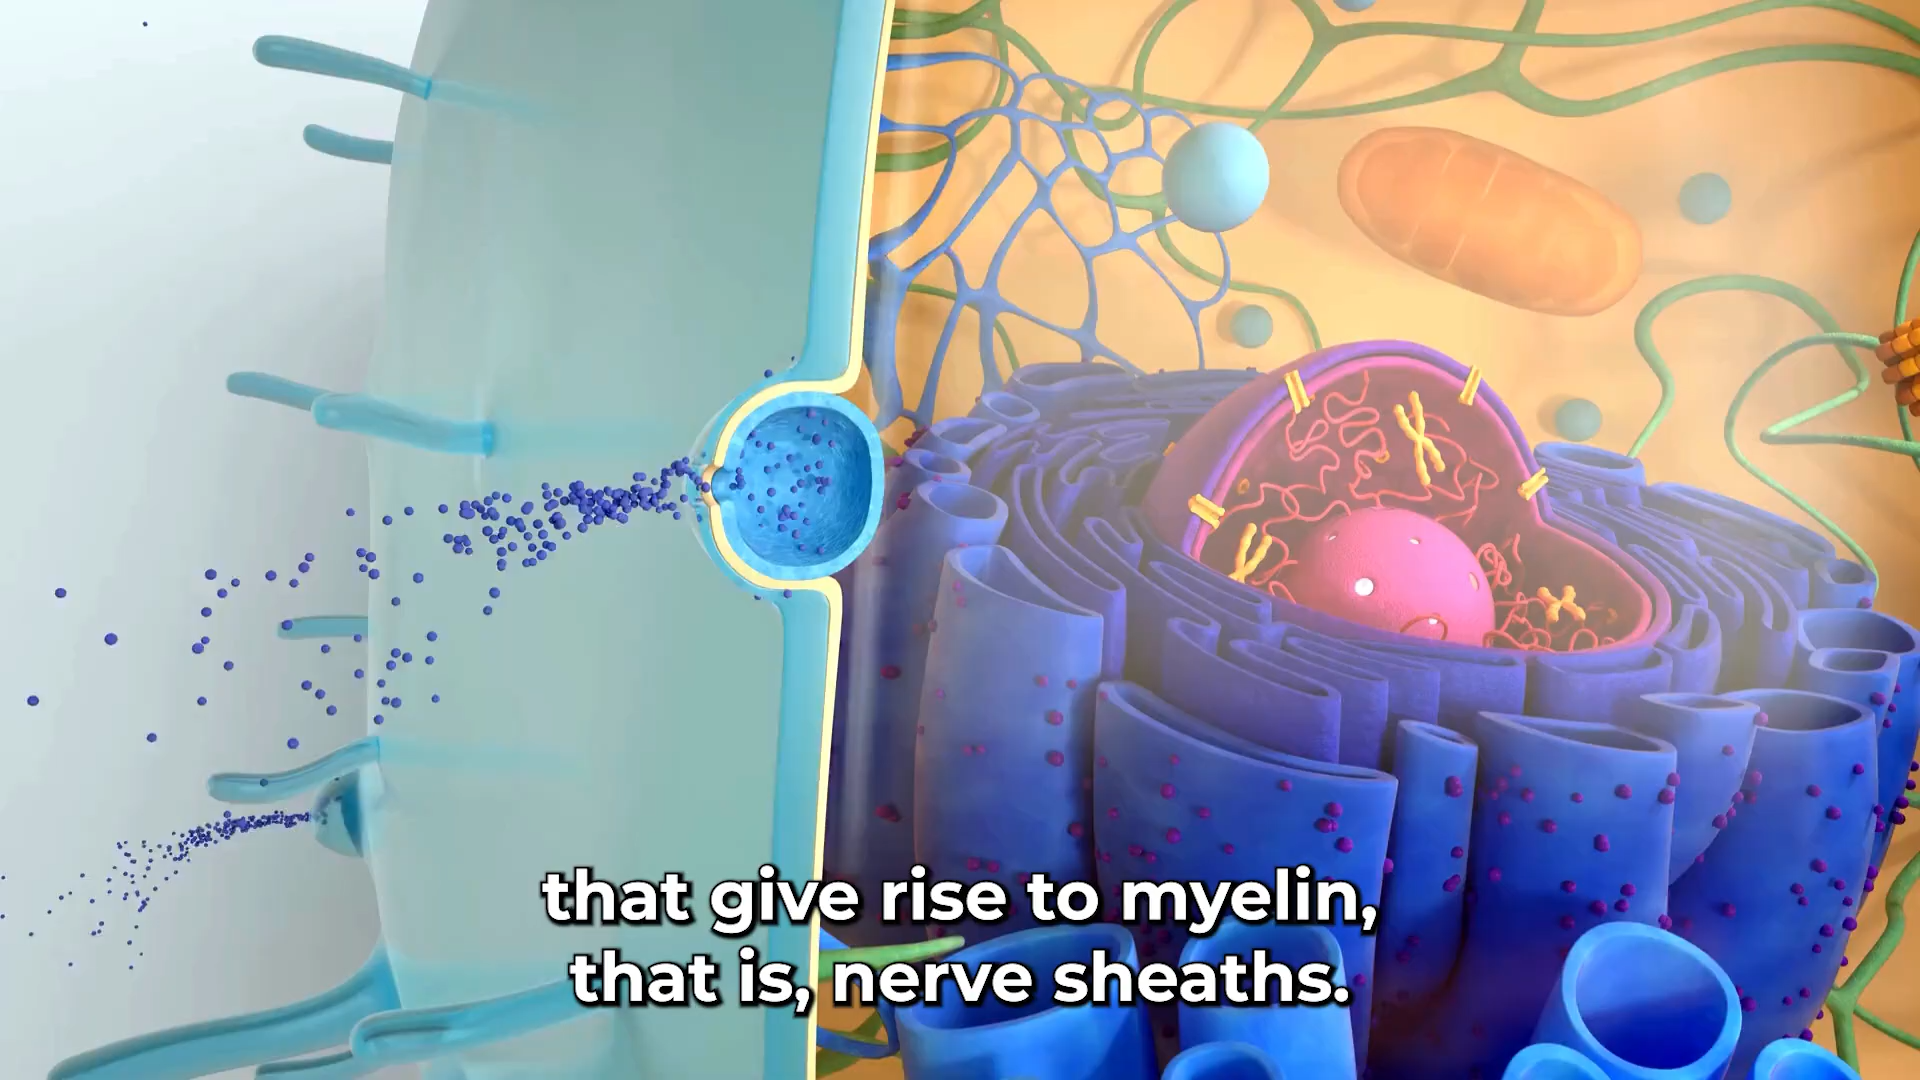 that give rise to myelin,
that is, nerve sheaths.